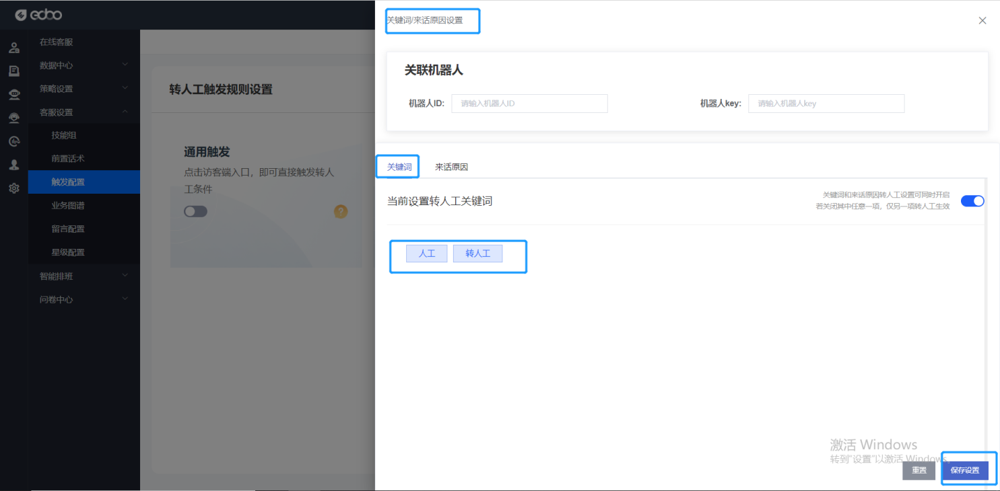 ecbo
在线客服
数据中心
策略设置
客服设置
技能组
前置话术
触发配置
业务图谱
留言配置
星级配置
智能排班
问卷中心
转人工触发规则设置
通用触发
点击访客端入口，即可直接触发转人
工条件
?
关键词/来话原因设置
关联机器人
机器人ID: 请输入机器人ID
机器人key: 请输入机器人key
关键词 来话原因
当前设置转人工关键词
关键词和来话原因转人工设置可同时开启
若关闭其中任意一项，仅另一项转人工生效
人工 转人工
激活 Windows
转到"设置"以激活 Windows。
重置 保存设置